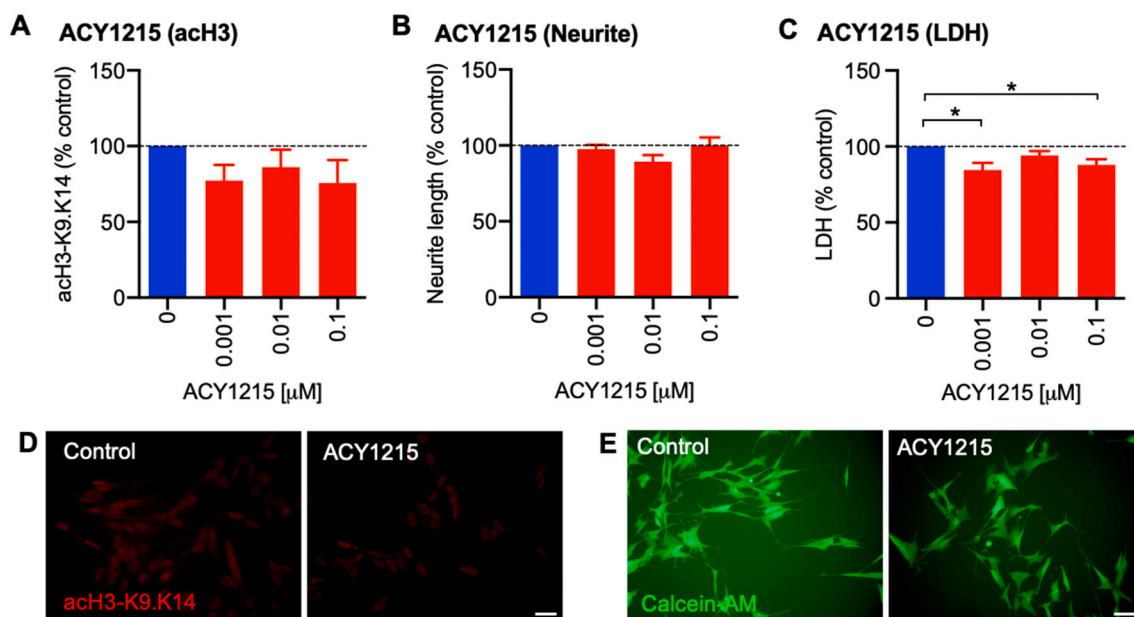 A ACY1215 (acH3)
acH3-K9.K14 (% control)
150
100
50
0
0
0.001
0.01
0.1
ACY1215 [μM]
B ACY1215 (Neurite)
Neurite length (% control)
150
100
50
0
0
0.001
0.01
0.1
ACY1215 [μM]
C ACY1215 (LDH)
LDH (% control)
150
100
50
0
*
*
0
0.001
0.01
0.1
ACY1215 [μM]
D Control
ACY1215
acH3-K9.K14
E Control
ACY1215
Calcein-AM